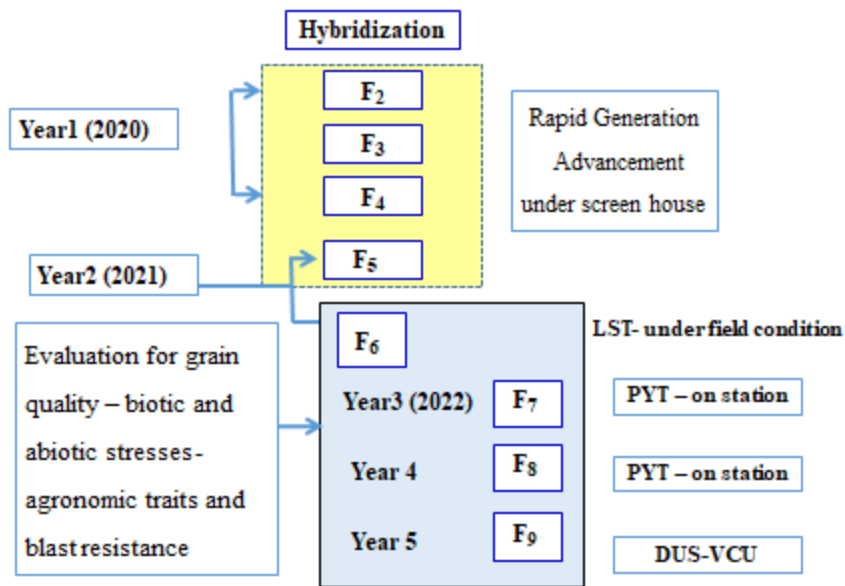 Hybridization
F2
Year1 (2020)
F3
F4
Rapid Generation
Advancement
under screen house
F5
Year2 (2021)
F6
LST- under field condition
Evaluation for grain
quality – biotic and
abiotic stresses-
agronomic traits and
blast resistance
Year3 (2022)
F7
PYT – on station
Year 4
F8
PYT – on station
Year 5
F9
DUS-VCU